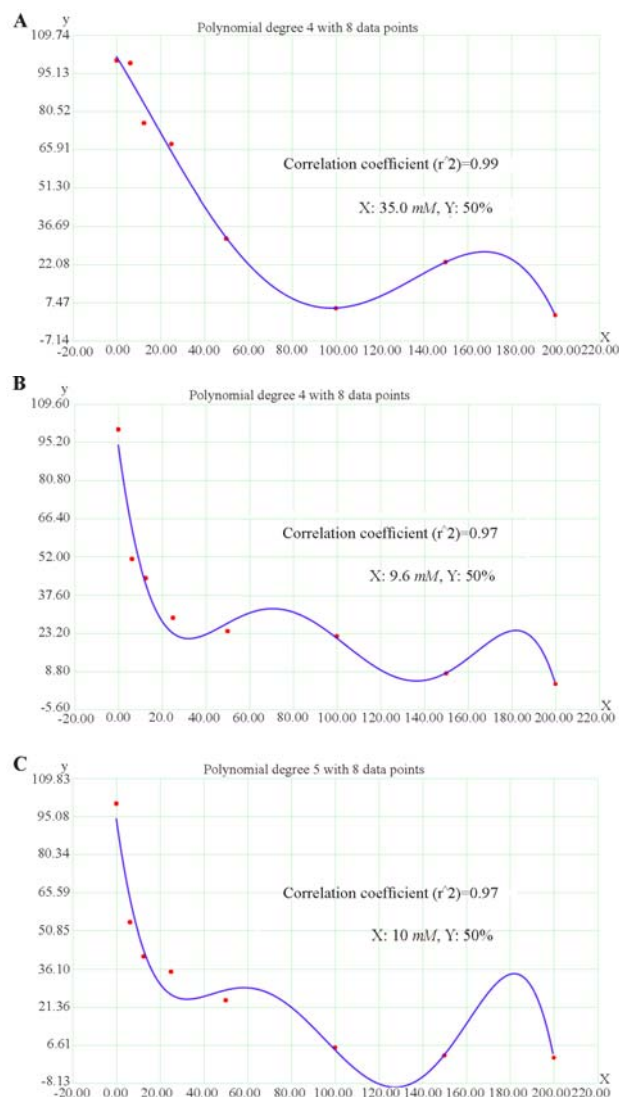 A
y
Polynomial degree 4 with 8 data points
109.74
95.13
80.52
65.91
51.30
36.69
22.08
7.47
-7.14
Correlation coefficient (r^2)=0.99
X: 35.0 mM, Y: 50%
X
-20.00 0.00 20.00 40.00 60.00 80.00 100.00 120.00 140.00 160.00 180.00 200.00 220.00
B
y
Polynomial degree 4 with 8 data points
109.60
95.20
80.80
66.40
52.00
37.60
23.20
8.80
-5.60
Correlation coefficient (r^2)=0.97
X: 9.6 mM, Y: 50%
X
-20.00 0.00 20.00 40.00 60.00 80.00 100.00 120.00 140.00 160.00 180.00 200.00 220.00
C
y
Polynomial degree 5 with 8 data points
109.83
95.08
80.34
65.59
50.85
36.10
21.36
6.61
-8.13
Correlation coefficient (r^2)=0.97
X: 10 mM, Y: 50%
X
-20.00 0.00 20.00 40.00 60.00 80.00 100.00 120.00 140.00 160.00 180.00 200.00 220.00